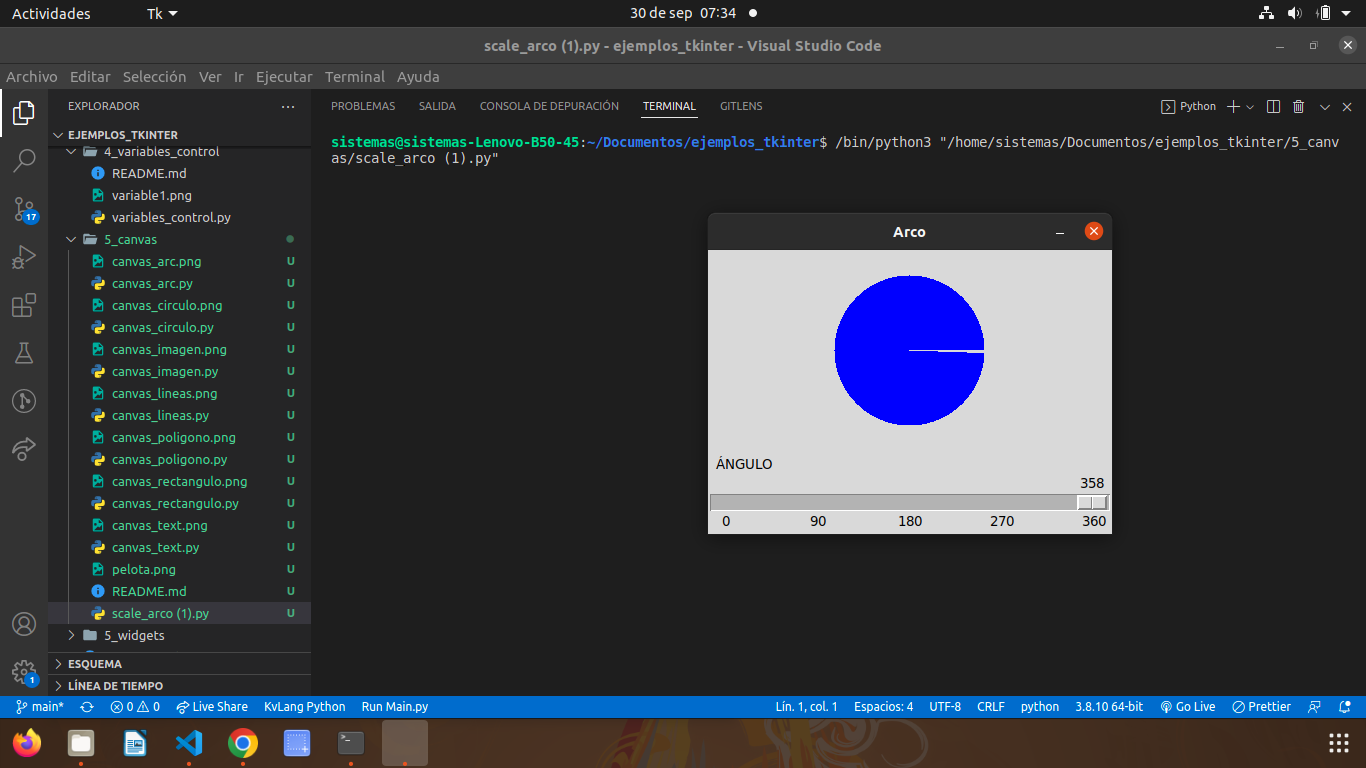 Actividades Tk 30 de sep 07:34
scale_arco (1).py - ejemplos_tkinter - Visual Studio Code
Archivo Editar Selección Ver Ir Ejecutar Terminal Ayuda
EXPLORADOR
PROBLEMAS SALIDA CONSOLA DE DEPURACIÓN TERMINAL GITLENS Python
EJEMPLOS_TKINTER
4_variables_control
README.md
variable1.png
variables_control.py
5_canvas
canvas_arc.png U
canvas_arc.py U
canvas_circulo.png U
canvas_circulo.py U
canvas_imagen.png U
canvas_imagen.py U
canvas_lineas.png U
canvas_lineas.py U
canvas_poligono.png U
canvas_poligono.py U
canvas_rectangulo.png U
canvas_rectangulo.py U
canvas_text.png U
canvas_text.py U
pelota.png U
README.md U
scale_arco (1).py U
5_widgets
ESQUEMA
LÍNEA DE TIEMPO
17
1
sistemas@sistemas-Lenovo-B50-45:~/Documentos/ejemplos_tkinter$ /bin/python3 "/home/sistemas/Documentos/ejemplos_tkinter/5_canv
as/scale_arco (1).py"
Arco
ÁNGULO
358
0 90 180 270 360
main* 0 0 Live Share KvLang Python Run Main.py Lín. 1, col. 1 Espacios: 4 UTF-8 CRLF python 3.8.10 64-bit Go Live Prettier